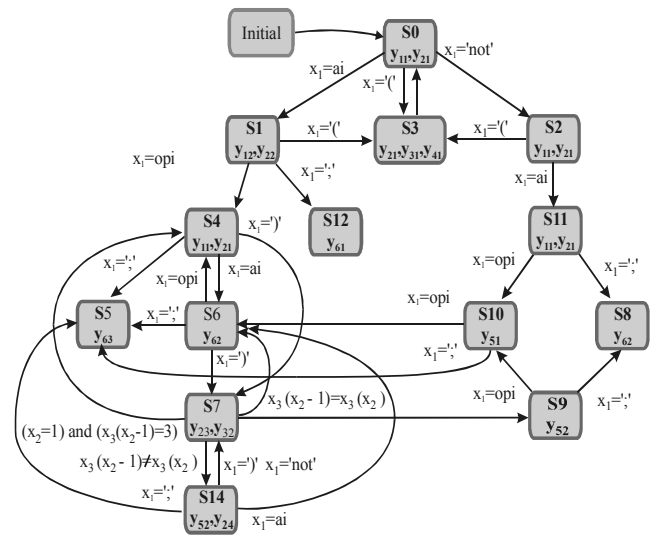 Initial
S0
y11,y21
x1=ai
x1='('
x1='not'
S1
y12,y22
x1='('
S3
y21,y31,y41
x1='('
S2
y11,y21
x1=opi
x1=';'
x1=ai
S4
y11,y21
x1=')'
S12
y61
S11
y11,y21
x1=';'
x1=opi
x1=ai
x1=opi
x1=';'
S5
y63
x1=';'
S6
y62
x1=opi
S10
y51
S8
y62
x1=')'
x1=';'
x3(x2-1)=x3(x2)
x1=opi
x1=';'
S7
y23,y32
S9
y52
(x2=1) and (x3(x2-1)=3)
x3(x2-1)≠x3(x2)
x1=')' x1='not'
x1=';'
S14
y52,y24
x1=ai